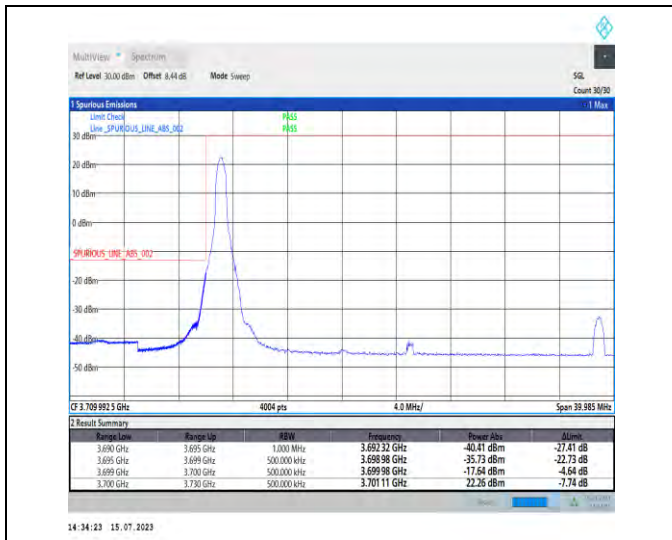 MultiView Spectrum
Ref Level 30.00 dBm Offset 8.44 dB Mode Sweep SGL
Count 30/30
1 Spurious Emissions 1 Max
Limit Check PASS
Line _SPURIOUS_LINE_ABS_002 PASS
30 dBm
20 dBm
10 dBm
0 dBm
_SPURIOUS_LINE_ABS_002
-20 dBm
-30 dBm
-40 dBm
-50 dBm
CF 3.709 992 5 GHz 4004 pts 4.0 MHz/ Span 39.985 MHz
2 Result Summary
Range Low Range Up RBW Frequency Power Abs ΔLimit
3.690 GHz 3.695 GHz 1.000 MHz 3.692 32 GHz -40.41 dBm -27.41 dB
3.695 GHz 3.699 GHz 500.000 kHz 3.698 98 GHz -35.73 dBm -22.73 dB
3.699 GHz 3.700 GHz 500.000 kHz 3.699 98 GHz -17.64 dBm -4.64 dB
3.700 GHz 3.730 GHz 500.000 kHz 3.701 11 GHz 22.26 dBm -7.74 dB
14:34:23 15.07.2023